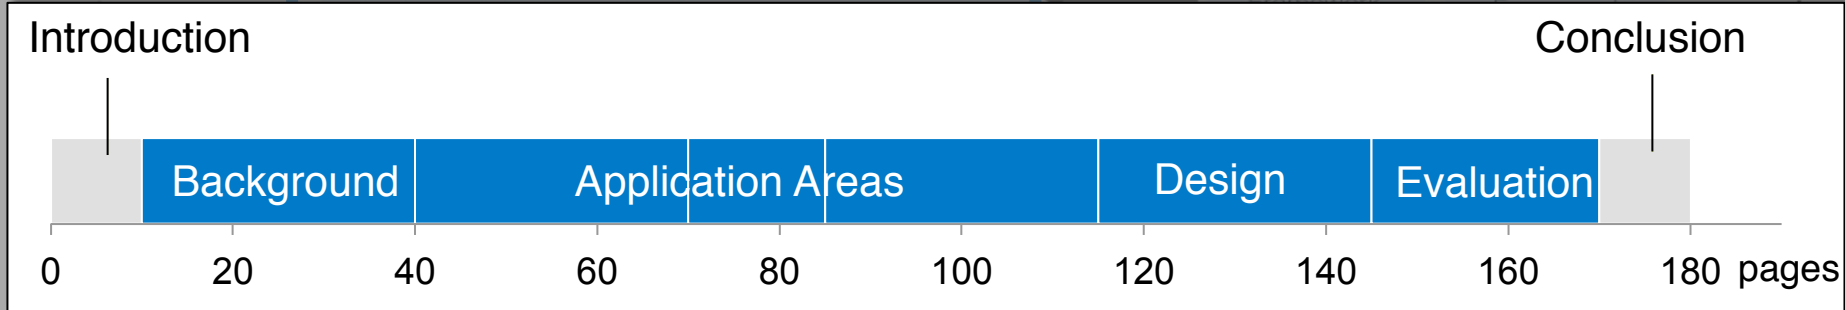 Introduction
Conclusion
Background
Application Areas
Design
Evaluation
0 20 40 60 80 100 120 140 160 180 pages